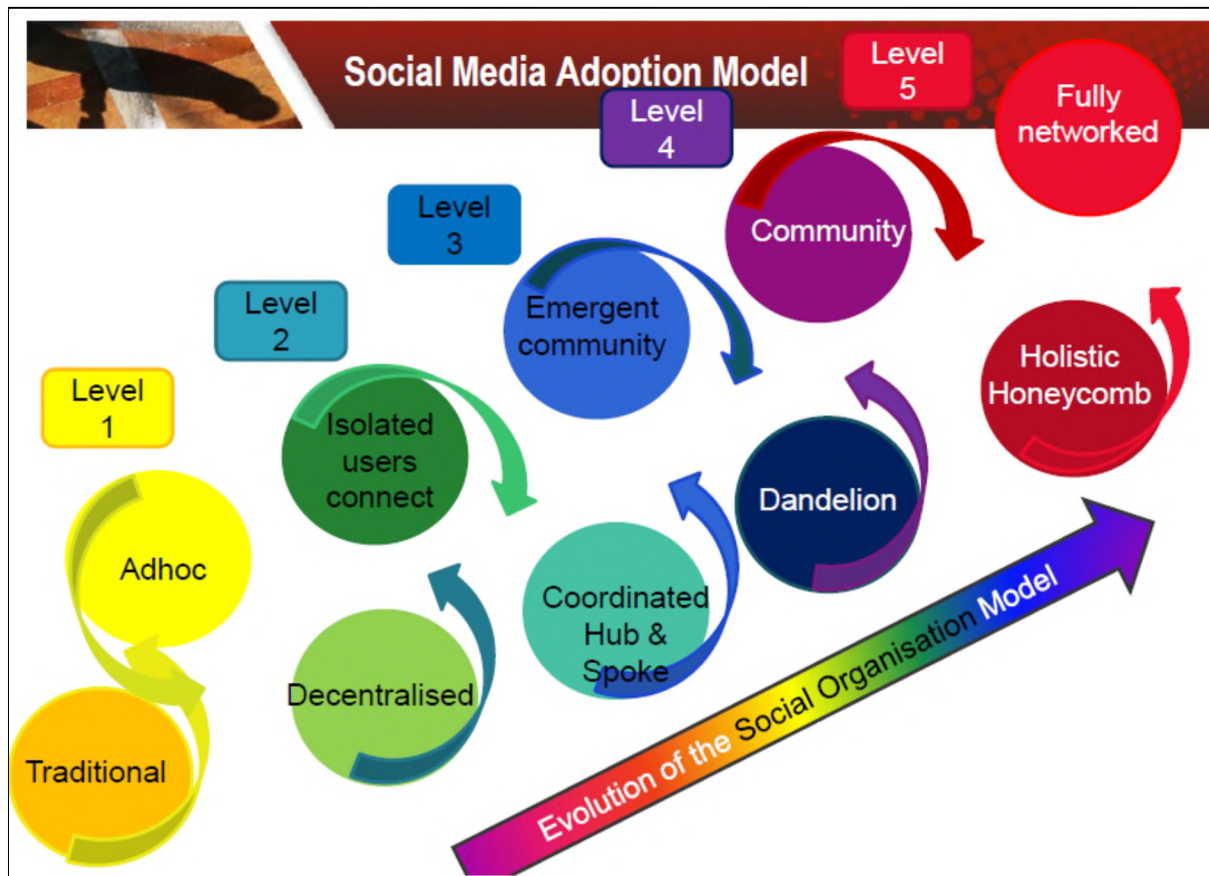 Social Media Adoption Model
Level
5
Fully
networked
Level
4
Community
Level
3
Emergent
community
Holistic
Honeycomb
Level
2
Isolated
users
connect
Dandelion
Level
1
Adhoc
Coordinated
Hub &
Spoke
Decentralised
Traditional
Evolution of the Social Organisation Model